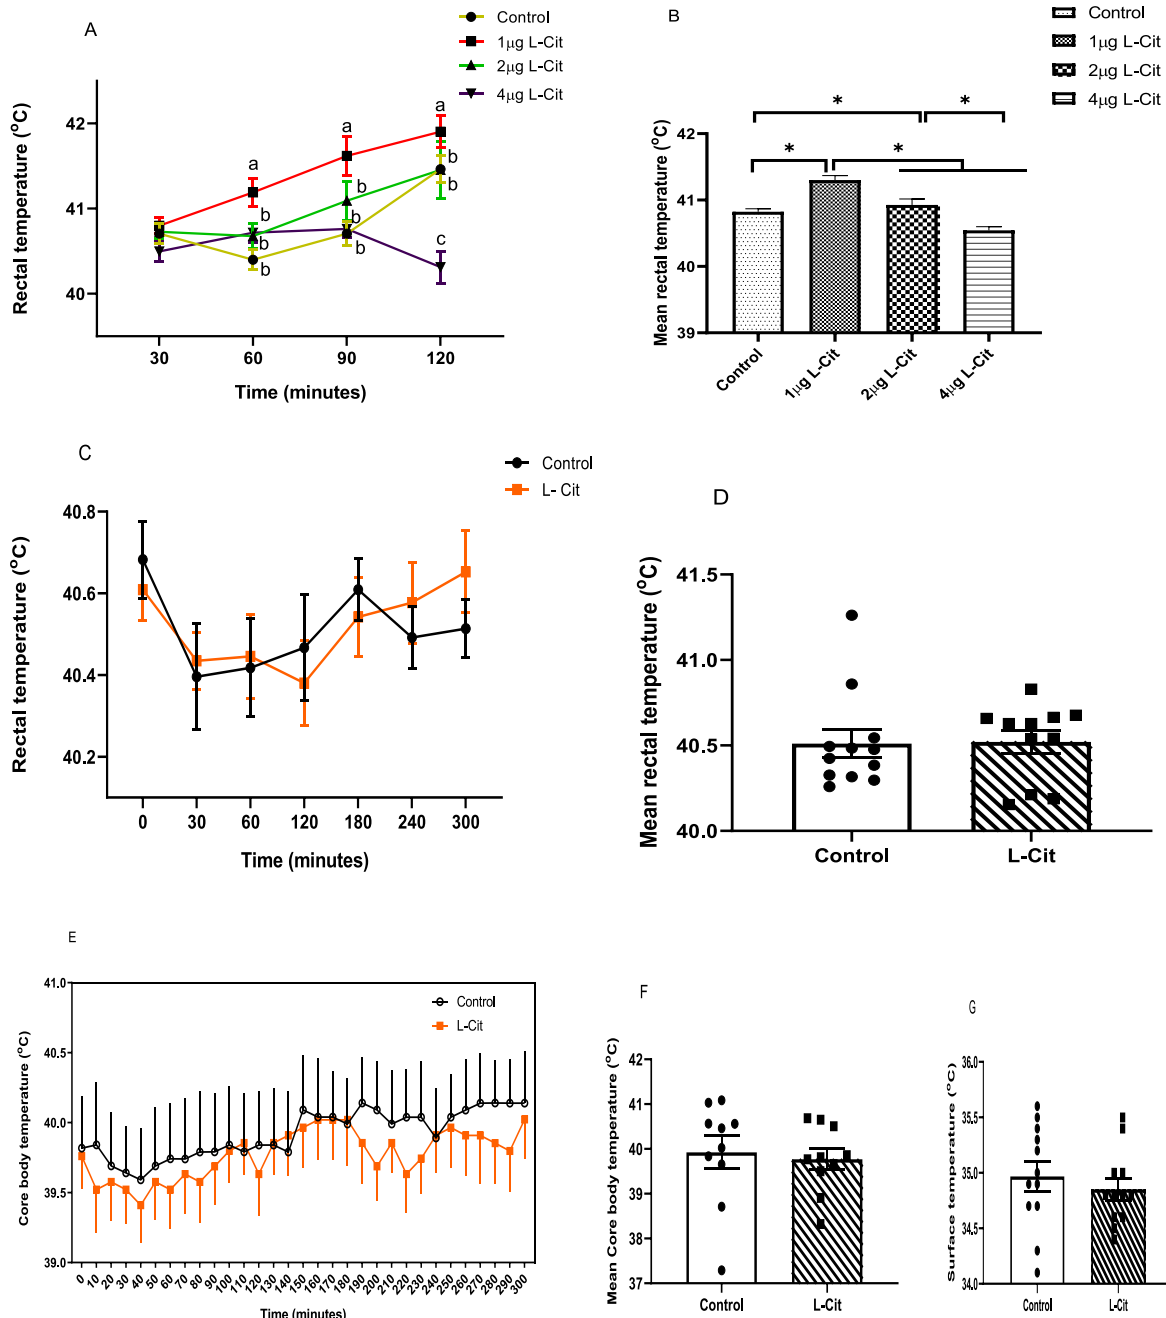 A
Control
1μg L-Cit
2μg L-Cit
4μg L-Cit
Rectal temperature (°C)
42
41
40
a
a
a
b
b
b
b
b
b
c
30 60 90 120
Time (minutes)
B
Control
1μg L-Cit
2μg L-Cit
4μg L-Cit
Mean rectal temperature (°C)
42
41
40
39
* *
* *
Control 1μg L-Cit 2μg L-Cit 4μg L-Cit
C
Control
L- Cit
Rectal temperature (°C)
40.8
40.6
40.4
40.2
0 30 60 120 180 240 300
Time (minutes)
D
Mean rectal temperature (°C)
41.5
41.0
40.5
40.0
Control L-Cit
E
Control
L-Cit
Core body temperature (°C)
41.0
40.5
40.0
39.5
39.0
0 10 20 30 40 50 60 70 80 90 100 110 120 130 140 150 160 170 180 190 200 210 220 230 240 250 260 270 280 290 300
Time (minutes)
F
Mean Core body temperature (°C)
42
41
40
39
38
37
Control L-Cit
G
Surface temperature (°C)
36.0
35.5
35.0
34.5
34.0
Control L-Cit